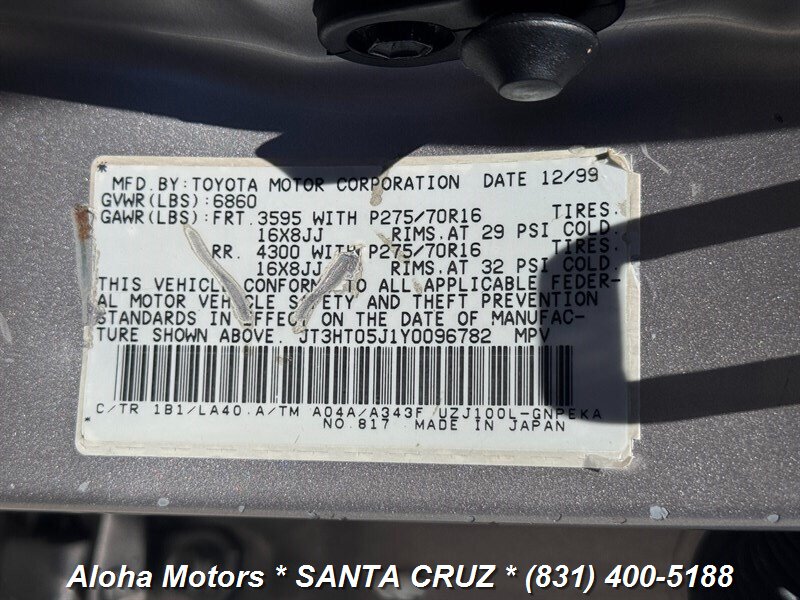 MFD.BY:TOYOTA MOTOR CORPORATION DATE 12/99
GVWR(LBS):6860
GAWR(LBS):FRT.3595 WITH P275/70R16 TIRES.
16X8JJ RIMS.AT 29 PSI COLD.
RR. 4300 WITH P275/70R16 TIRES.
16X8JJ RIMS.AT 32 PSI COLD.
THIS VEHICLE CONFORMS TO ALL APPLICABLE FEDER-
AL MOTOR VEHICLE SAFETY AND THEFT PREVENTION
STANDARDS IN EFFECT ON THE DATE OF MANUFAC-
TURE SHOWN ABOVE. JT3HT05J1Y0096782 MPV
C/TR 1B1/LA40.A/TM A04A/A343F UZJ100L-GNPEKA
NO.817 MADE IN JAPAN
Aloha Motors * SANTA CRUZ * (831) 400-5188